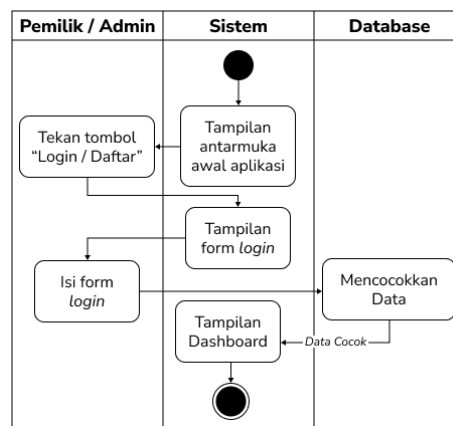 Pemilik / Admin
Sistem
Database
Tampilan
antarmuka
awal aplikasi
Tekan tombol
“Login / Daftar”
Tampilan
form login
Isi form
login
Mencocokkan
Data
Data Cocok
Tampilan
Dashboard